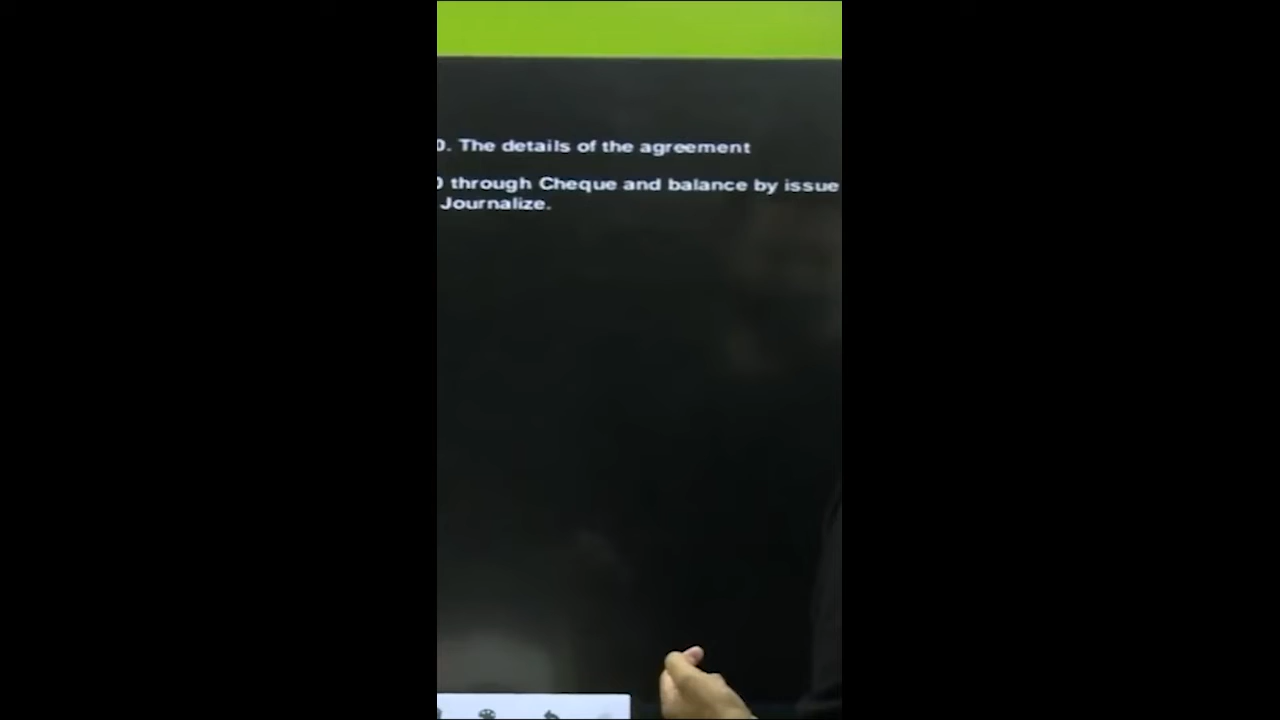 0. The details of the agreement
0 through Cheque and balance by issue
Journalize.